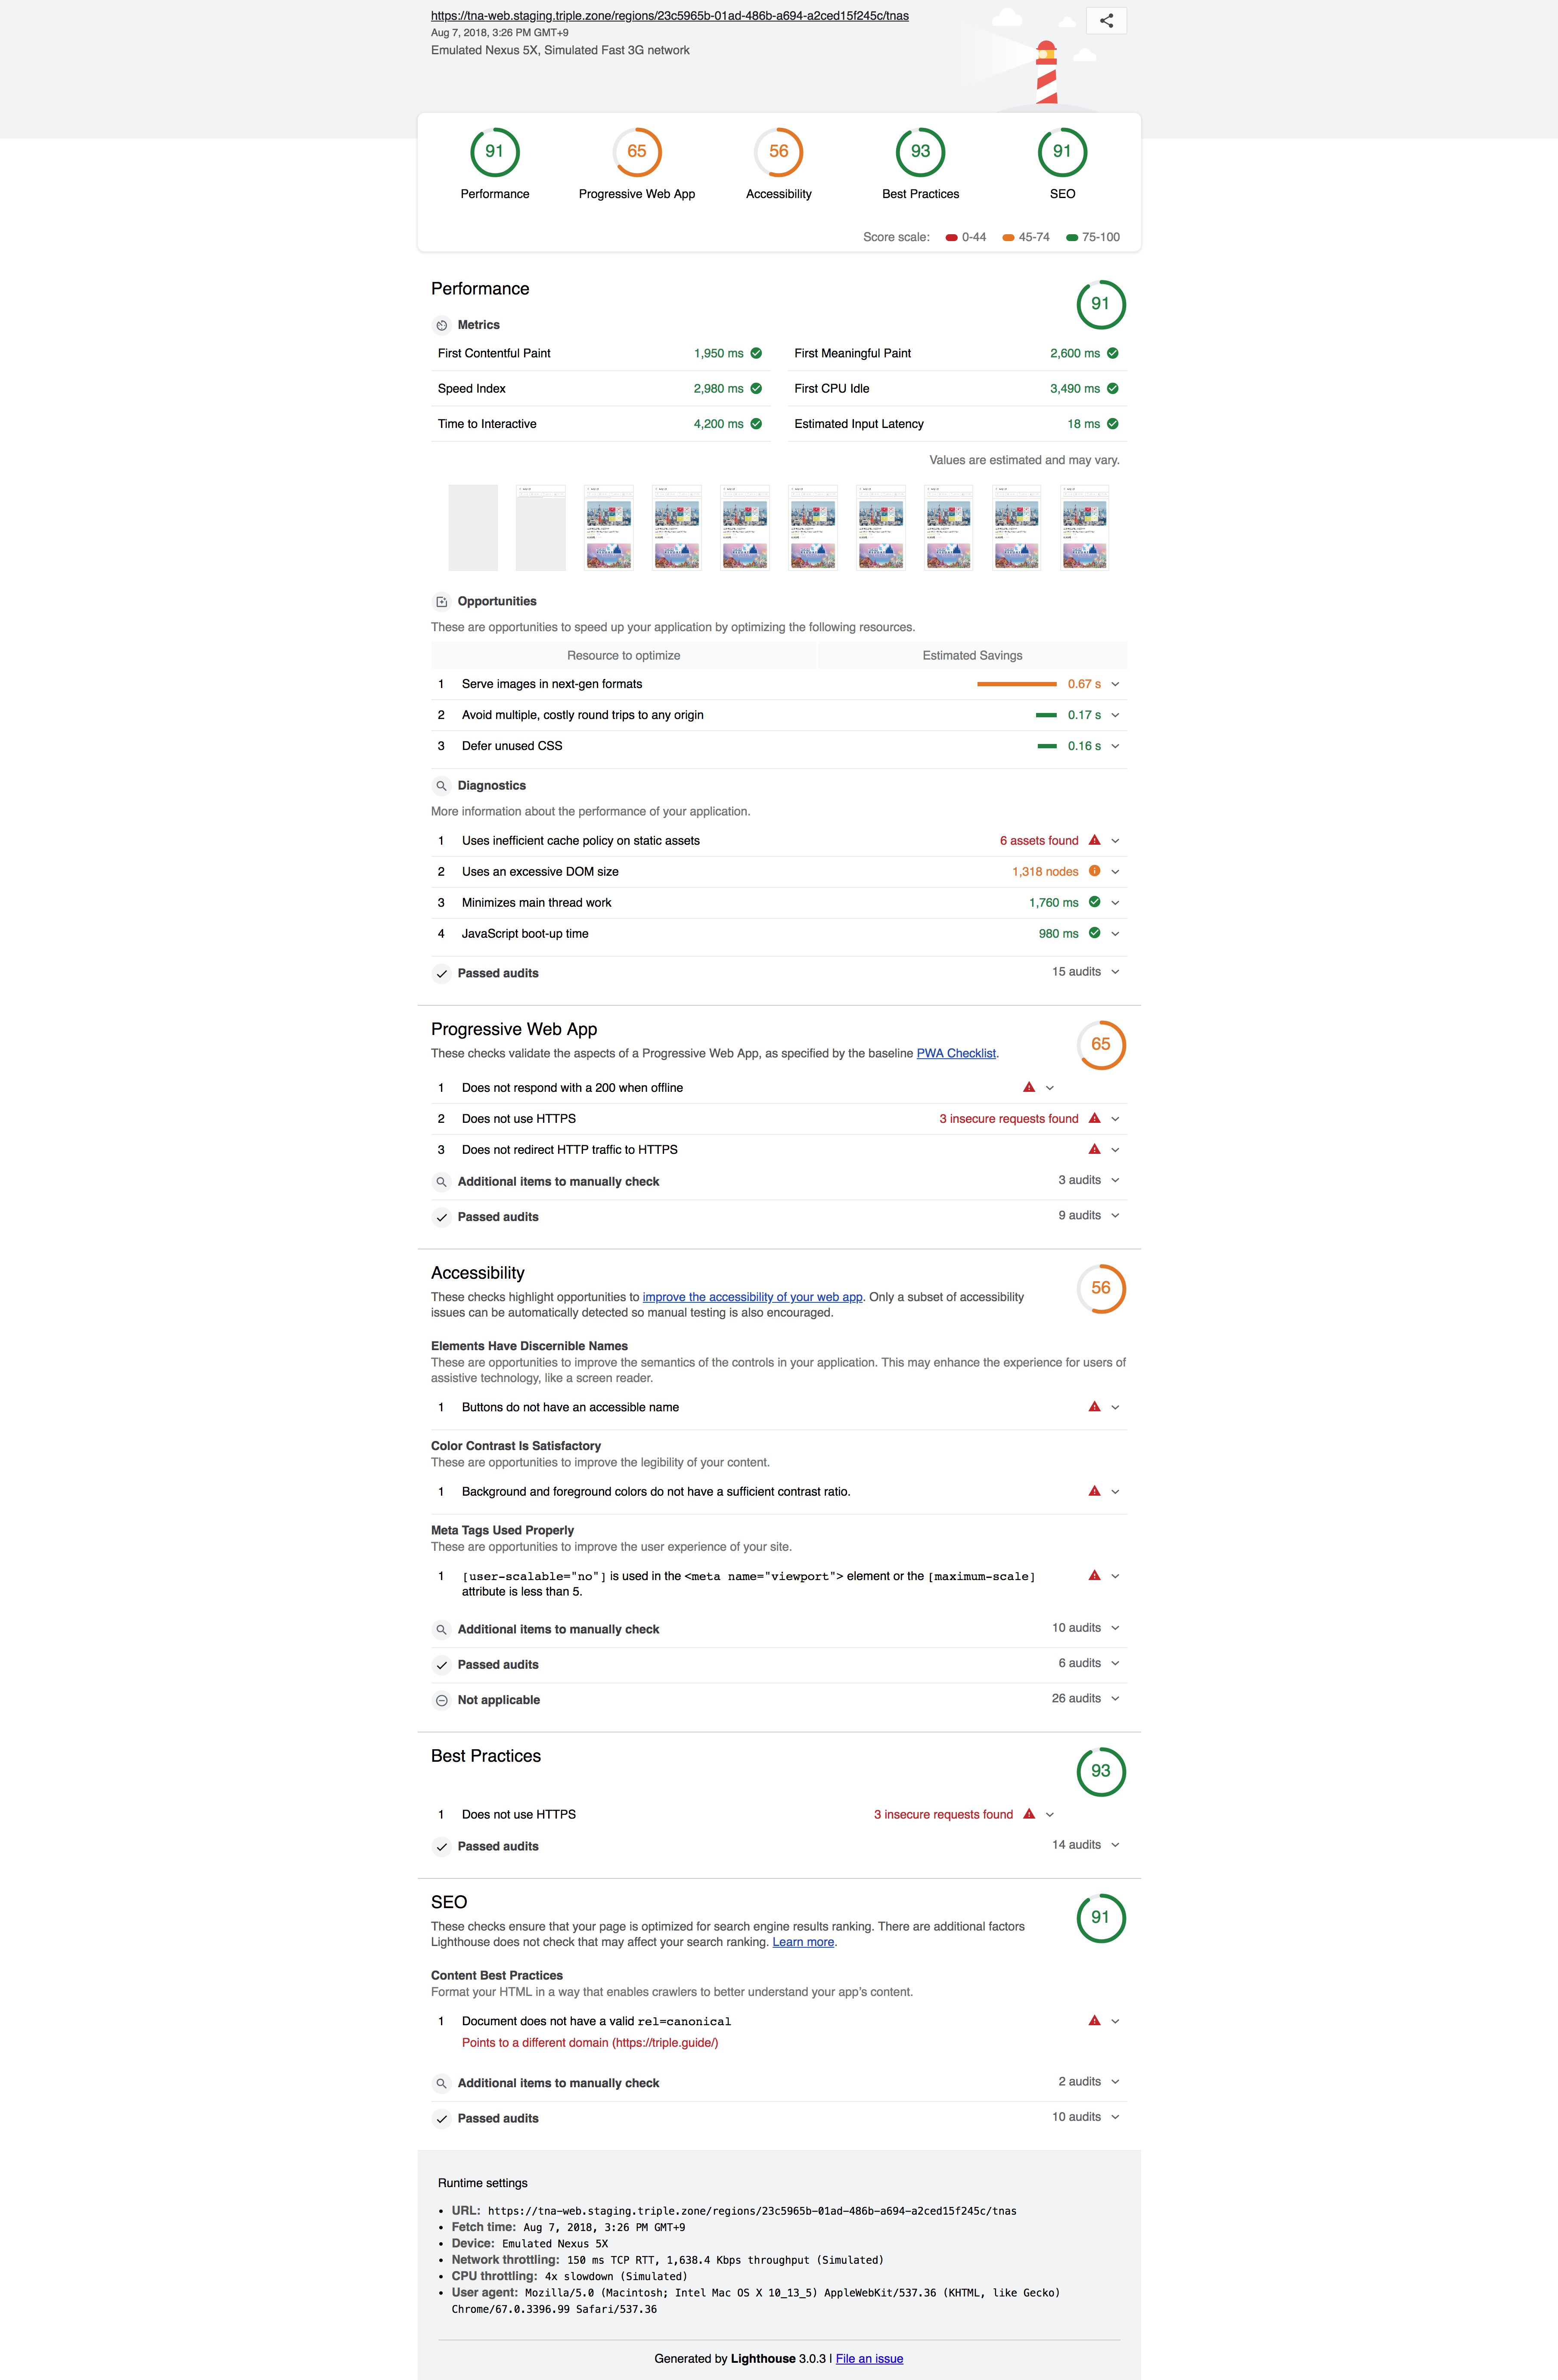 https://tna-web.staging.triple.zone/regions/23c5965b-01ad-486b-a694-a2ced15f245c/tnas
Aug 7, 2018, 3:26 PM GMT+9
Emulated Nexus 5X, Simulated Fast 3G network
91
65
56
93
91
Performance
Progressive Web App
Accessibility
Best Practices
SEO
Score scale: 0-44 45-74 75-100
Performance
91
Metrics
First Contentful Paint 1,950 ms
First Meaningful Paint 2,600 ms
Speed Index 2,980 ms
First CPU Idle 3,490 ms
Time to Interactive 4,200 ms
Estimated Input Latency 18 ms
Values are estimated and may vary.
Opportunities
These are opportunities to speed up your application by optimizing the following resources.
Resource to optimize Estimated Savings
1 Serve images in next-gen formats 0.67 s
2 Avoid multiple, costly round trips to any origin 0.17 s
3 Defer unused CSS 0.16 s
Diagnostics
More information about the performance of your application.
1 Uses inefficient cache policy on static assets 6 assets found
2 Uses an excessive DOM size 1,318 nodes
3 Minimizes main thread work 1,760 ms
4 JavaScript boot-up time 980 ms
Passed audits 15 audits
Progressive Web App
65
These checks validate the aspects of a Progressive Web App, as specified by the baseline PWA Checklist.
1 Does not respond with a 200 when offline
2 Does not use HTTPS 3 insecure requests found
3 Does not redirect HTTP traffic to HTTPS
Additional items to manually check 3 audits
Passed audits 9 audits
Accessibility
56
These checks highlight opportunities to improve the accessibility of your web app. Only a subset of accessibility
issues can be automatically detected so manual testing is also encouraged.
Elements Have Discernible Names
These are opportunities to improve the semantics of the controls in your application. This may enhance the experience for users of
assistive technology, like a screen reader.
1 Buttons do not have an accessible name
Color Contrast Is Satisfactory
These are opportunities to improve the legibility of your content.
1 Background and foreground colors do not have a sufficient contrast ratio.
Meta Tags Used Properly
These are opportunities to improve the user experience of your site.
1 [user-scalable="no"] is used in the <meta name="viewport"> element or the [maximum-scale]
attribute is less than 5.
Additional items to manually check 10 audits
Passed audits 6 audits
Not applicable 26 audits
Best Practices
93
1 Does not use HTTPS 3 insecure requests found
Passed audits 14 audits
SEO
91
These checks ensure that your page is optimized for search engine results ranking. There are additional factors
Lighthouse does not check that may affect your search ranking. Learn more.
Content Best Practices
Format your HTML in a way that enables crawlers to better understand your app's content.
1 Document does not have a valid rel=canonical
Points to a different domain (https://triple.guide/)
Additional items to manually check 2 audits
Passed audits 10 audits
Runtime settings
• URL: https://tna-web.staging.triple.zone/regions/23c5965b-01ad-486b-a694-a2ced15f245c/tnas
• Fetch time: Aug 7, 2018, 3:26 PM GMT+9
• Device: Emulated Nexus 5X
• Network throttling: 150 ms TCP RTT, 1,638.4 Kbps throughput (Simulated)
• CPU throttling: 4x slowdown (Simulated)
• User agent: Mozilla/5.0 (Macintosh; Intel Mac OS X 10_13_5) AppleWebKit/537.36 (KHTML, like Gecko)
Chrome/67.0.3396.99 Safari/537.36
Generated by Lighthouse 3.0.3 | File an issue